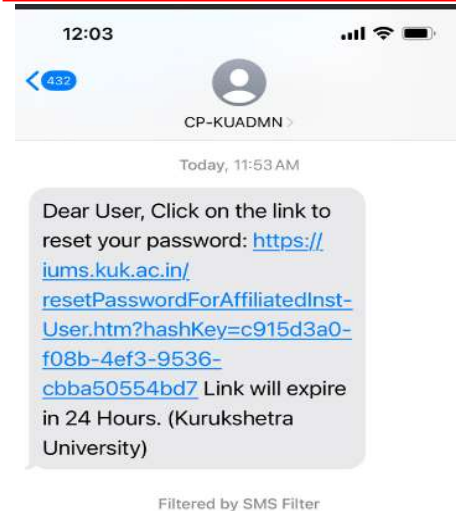 12:03
432
CP-KUADMN
Today, 11:53 AM
Dear User, Click on the link to
reset your password: https://
iums.kuk.ac.in/
resetPasswordForAffiliatedInst-
User.htm?hashKey=c915d3a0-
f08b-4ef3-9536-
cbba50554bd7 Link will expire
in 24 Hours. (Kurukshetra
University)
Filtered by SMS Filter